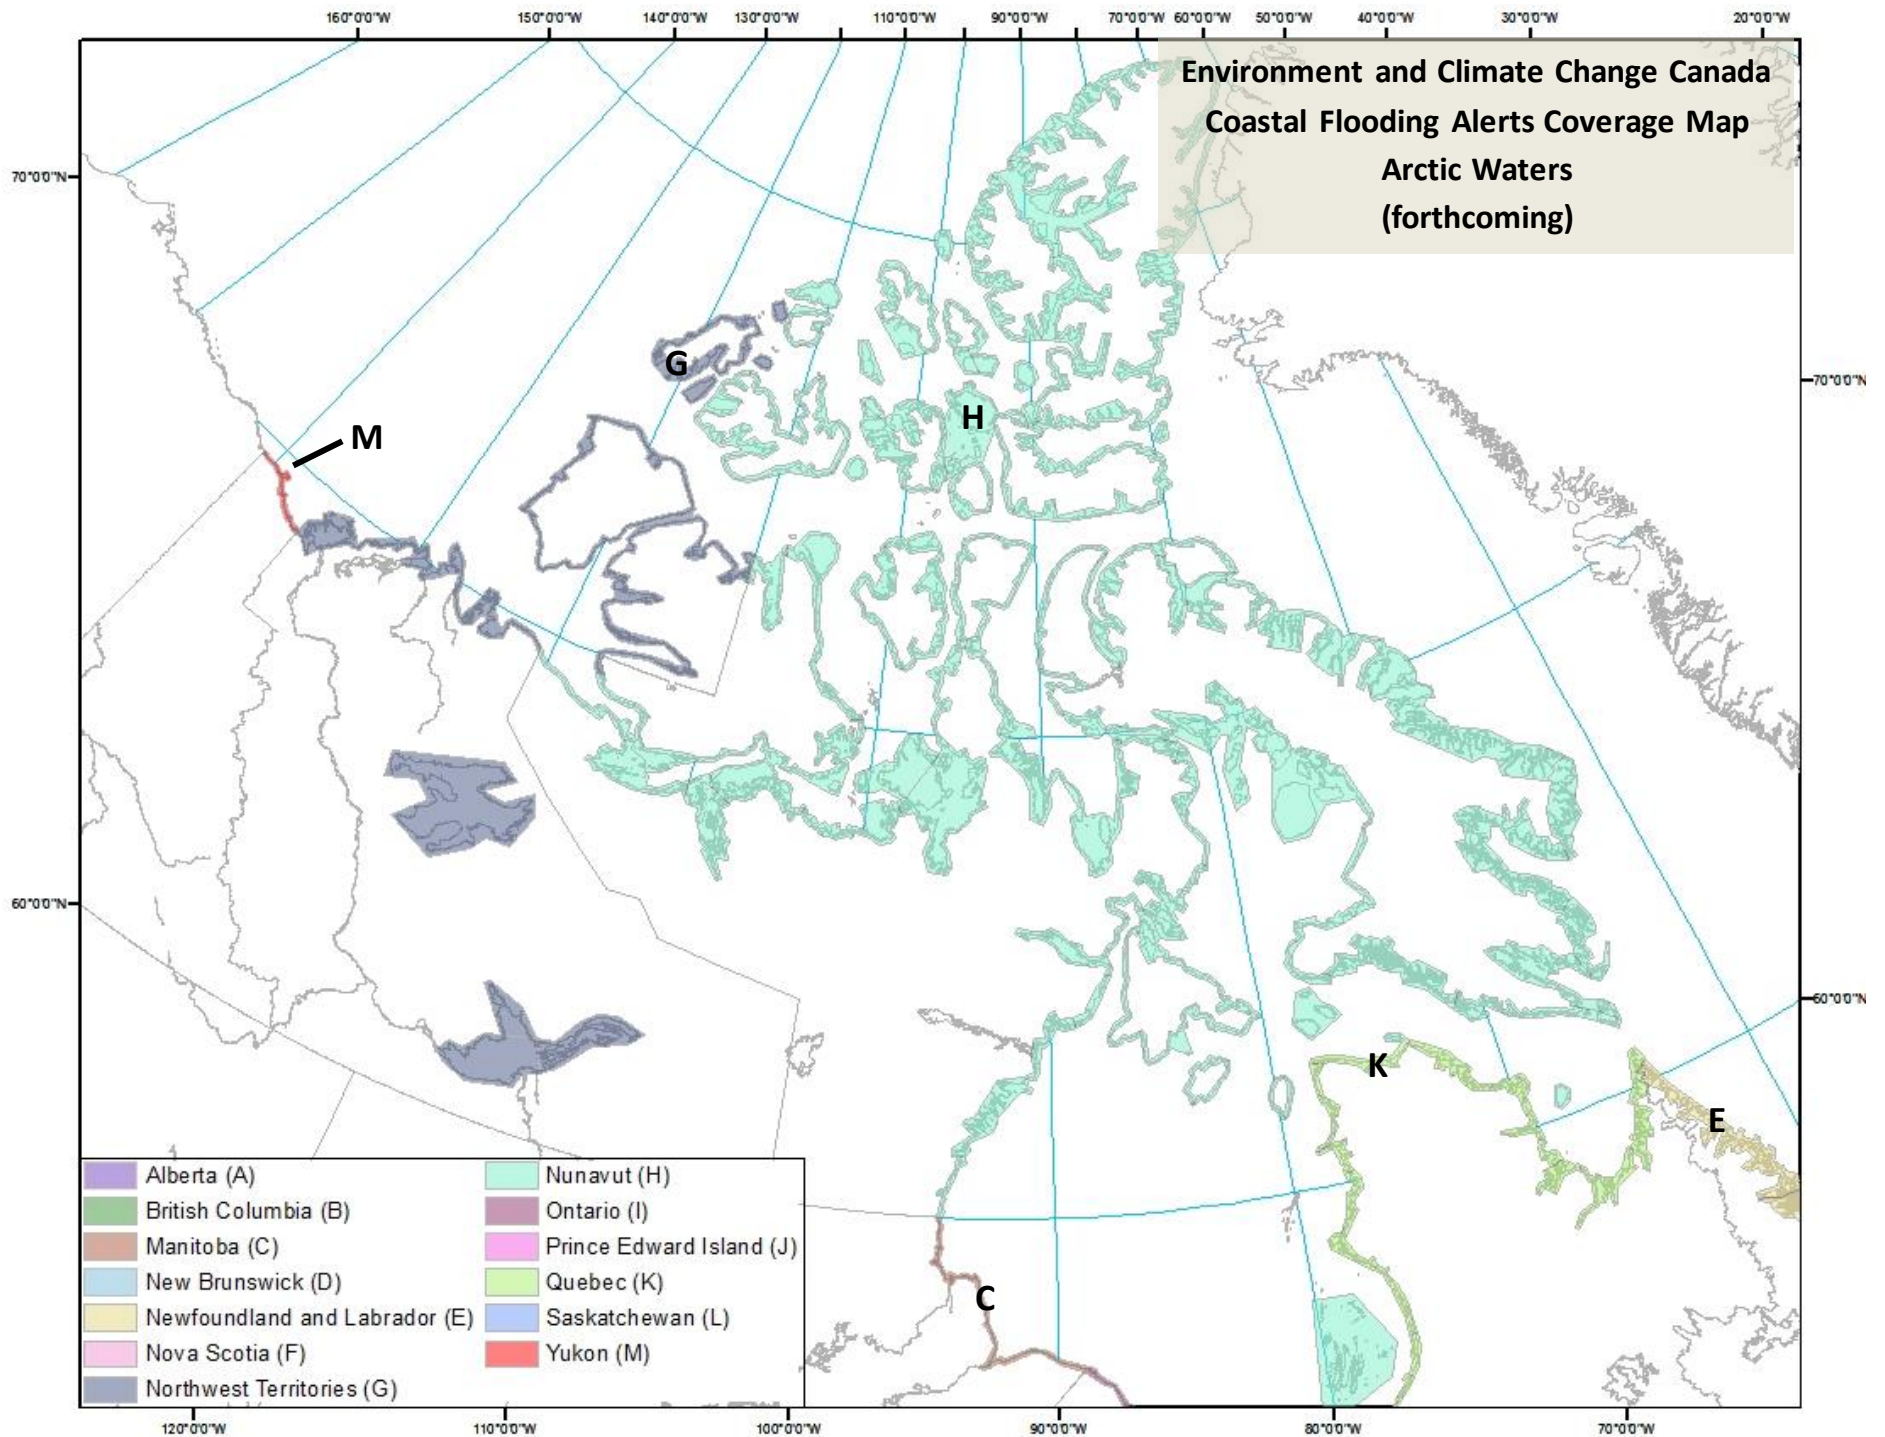 160°0'0"W 150°0'0"W 140°0'0"W 130°0'0"W 110°0'0"W 90°0'0"W 70°0'0"W 60°0'0"W 50°0'0"W 40°0'0"W 30°0'0"W 20°0'0"W
Environment and Climate Change Canada
Coastal Flooding Alerts Coverage Map
Arctic Waters
(forthcoming)
70°0'0"N
70°0'0"N
G
H
M
60°0'0"N
60°0'0"N
K
E
C
Alberta (A)
British Columbia (B)
Manitoba (C)
New Brunswick (D)
Newfoundland and Labrador (E)
Nova Scotia (F)
Northwest Territories (G)
Nunavut (H)
Ontario (I)
Prince Edward Island (J)
Quebec (K)
Saskatchewan (L)
Yukon (M)
120°0'0"W 110°0'0"W 100°0'0"W 90°0'0"W 80°0'0"W 70°0'0"W